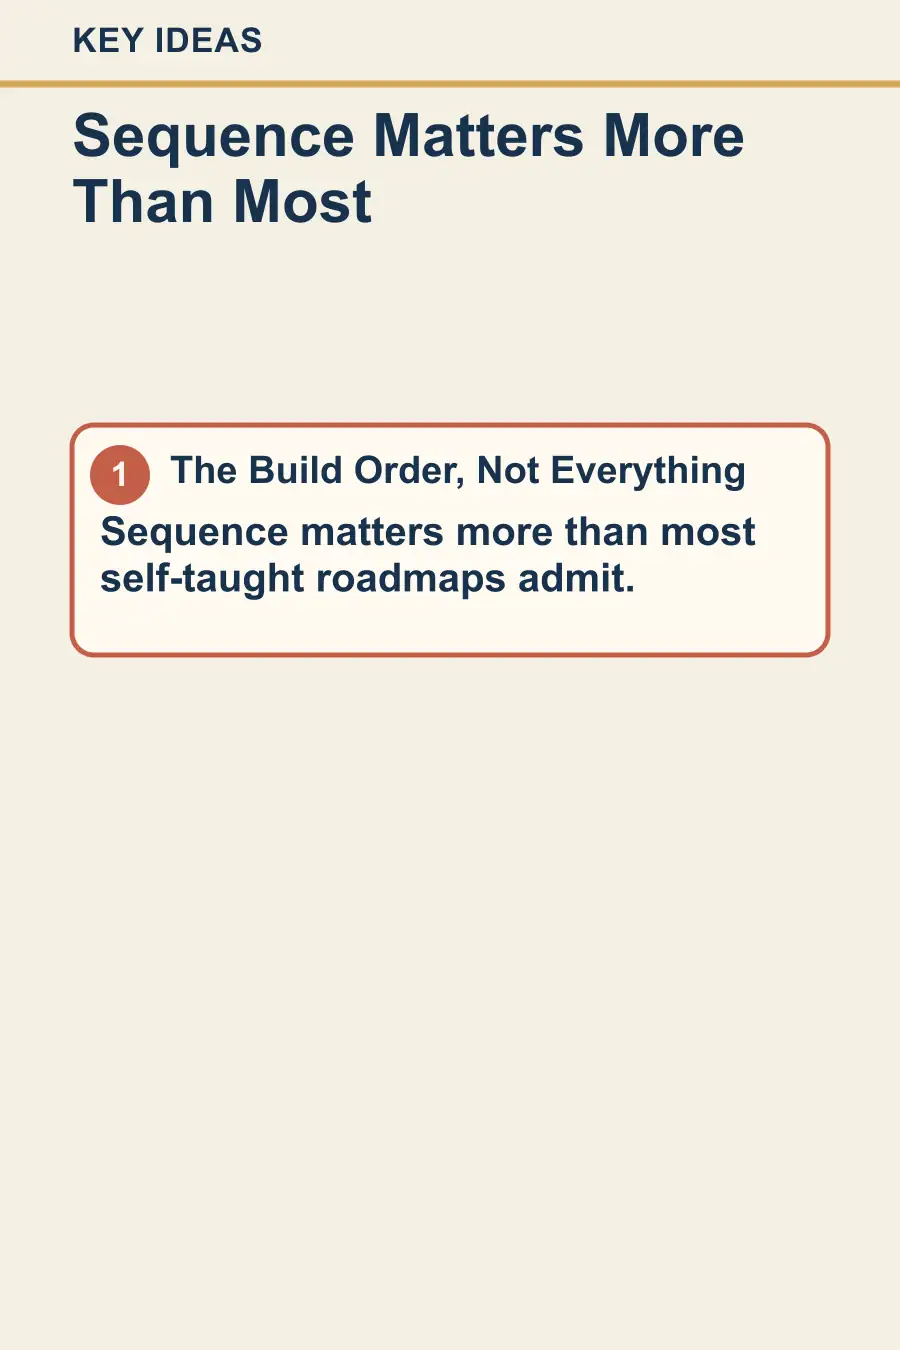 KEY IDEAS
Sequence Matters More
Than Most
1 The Build Order, Not Everything
Sequence matters more than most
self-taught roadmaps admit.